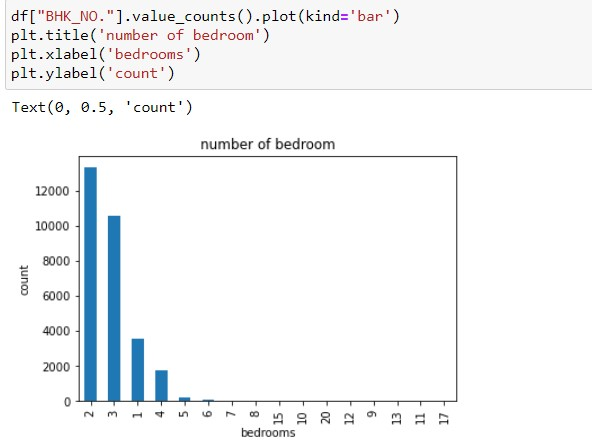 df["BHK_NO."].value_counts().plot(kind='bar')
plt.title('number of bedroom')
plt.xlabel('bedrooms')
plt.ylabel('count')
Text(0, 0.5, 'count')
number of bedroom
12000
10000
8000
6000
4000
2000
0
count
2 3 1 4 5 6 7 8 15 10 20 12 9 13 11 17
bedrooms